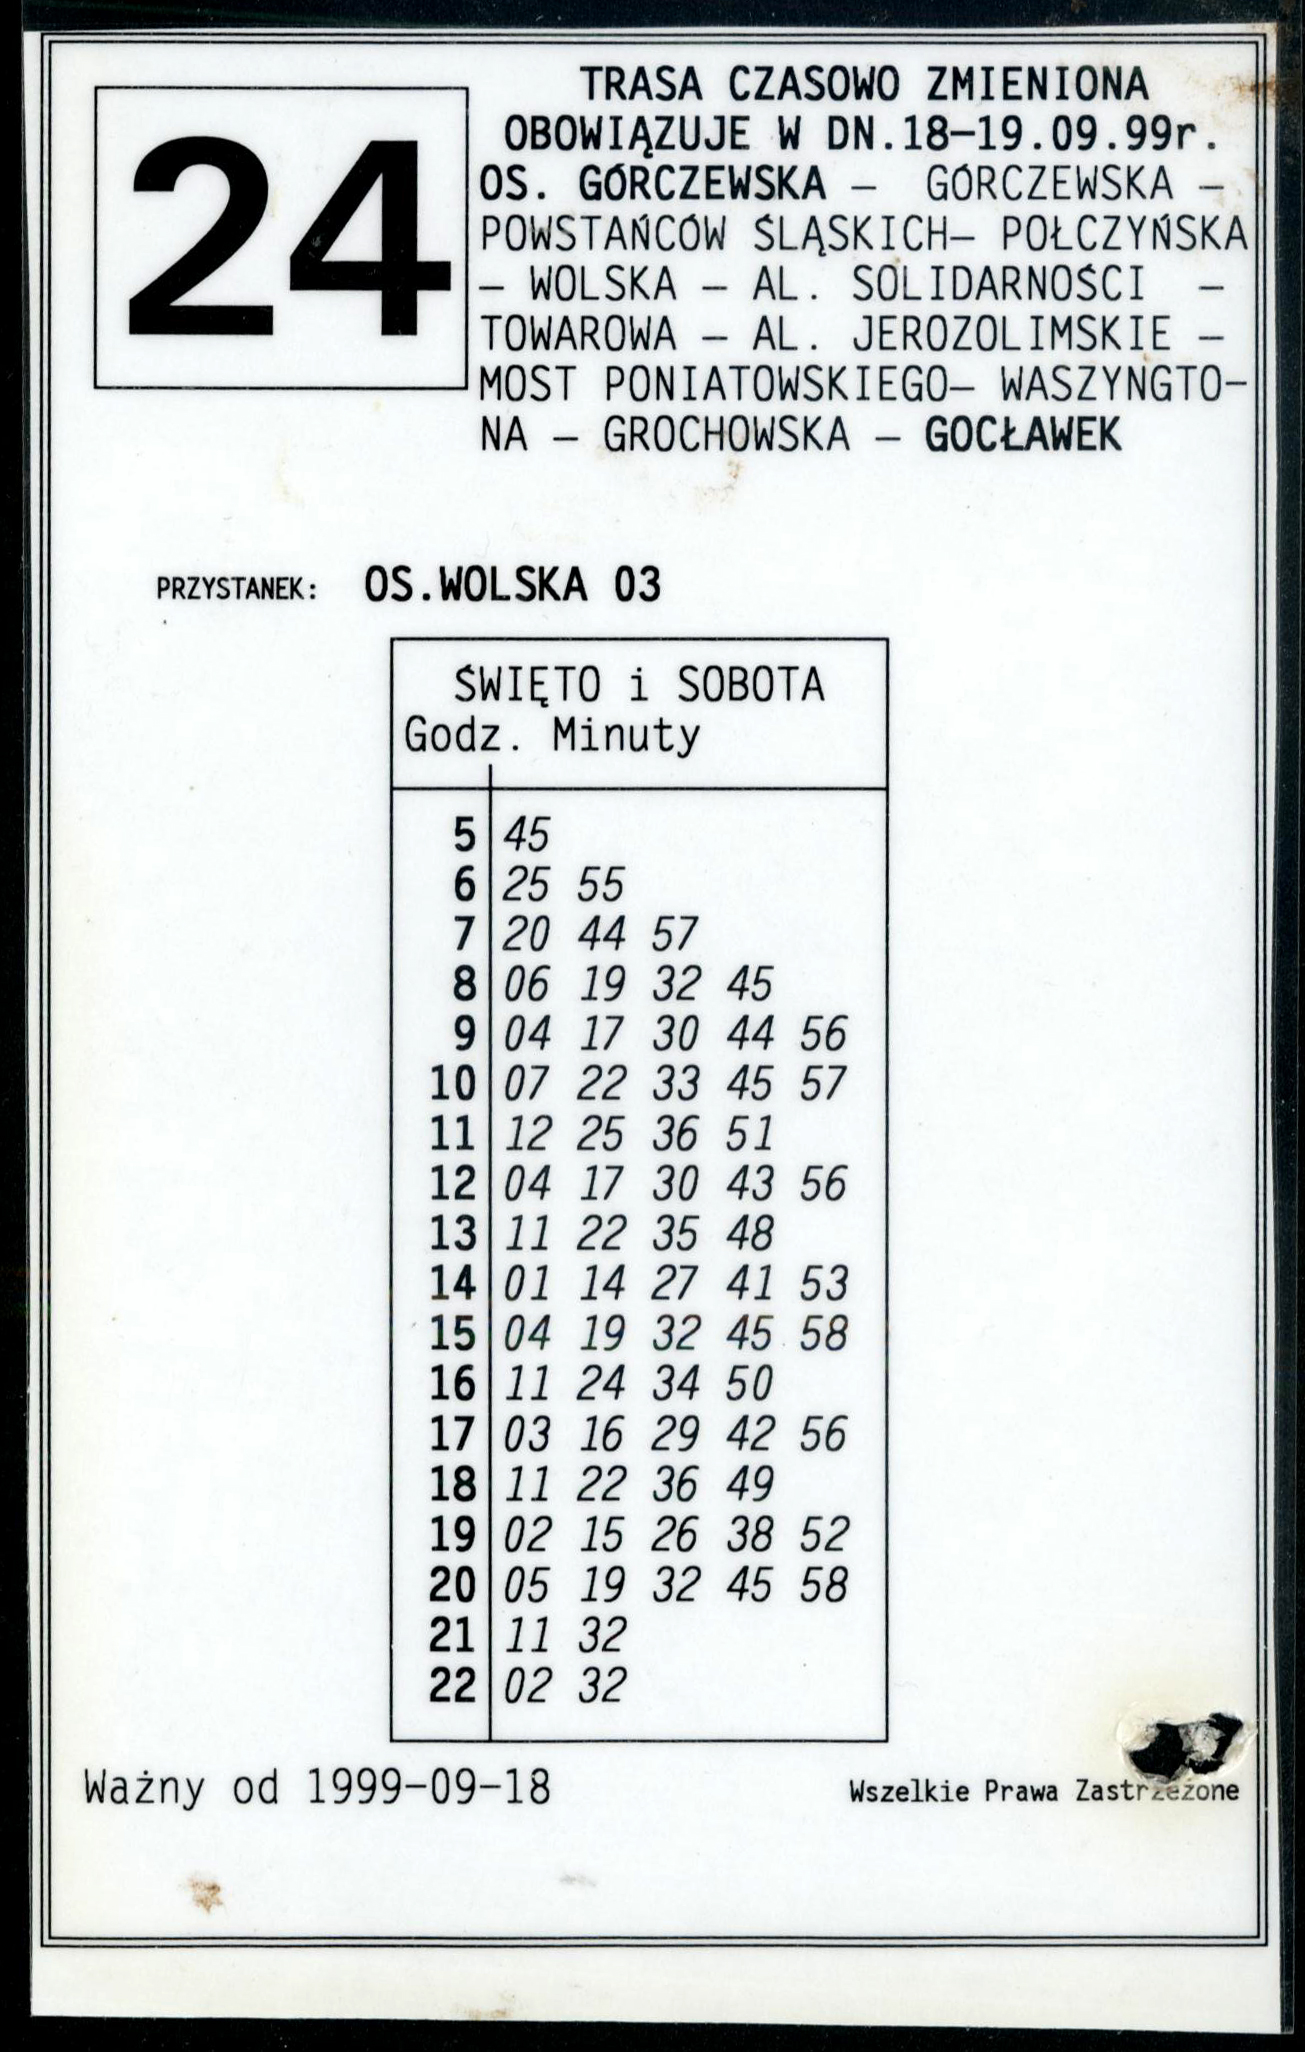 24
TRASA CZASOWO ZMIENIONA
OBOWIĄZUJE W DN.18-19.09.99r.
OS. GÓRCZEWSKA - GÓRCZEWSKA -
POWSTAŃCÓW ŚLĄSKICH- POŁCZYŃSKA
- WOLSKA - AL. SOLIDARNOŚCI -
TOWAROWA - AL. JEROZOLIMSKIE -
MOST PONIATOWSKIEGO- WASZYNGTO-
NA - GROCHOWSKA - GOCŁAWEK
PRZYSTANEK: OS.WOLSKA 03
ŚWIĘTO i SOBOTA
Godz. Minuty
5 45
6 25 55
7 20 44 57
8 06 19 32 45
9 04 17 30 44 56
10 07 22 33 45 57
11 12 25 36 51
12 04 17 30 43 56
13 11 22 35 48
14 01 14 27 41 53
15 04 19 32 45 58
16 11 24 34 50
17 03 16 29 42 56
18 11 22 36 49
19 02 15 26 38 52
20 05 19 32 45 58
21 11 32
22 02 32
Ważny od 1999-09-18
Wszelkie Prawa Zastrzeżone